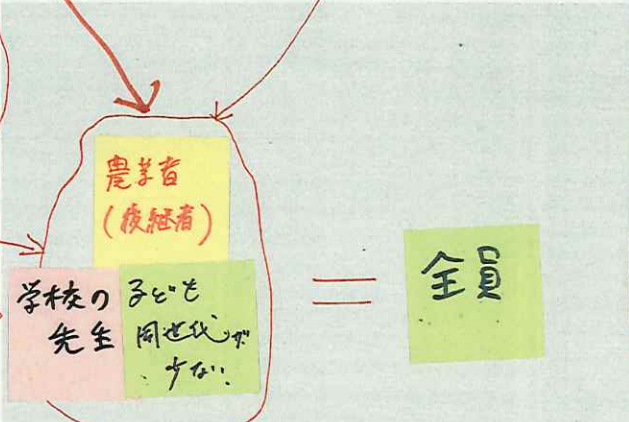 農業者
(後継者)
学校の
先生
子ども
同世代が
少ない
=
全員